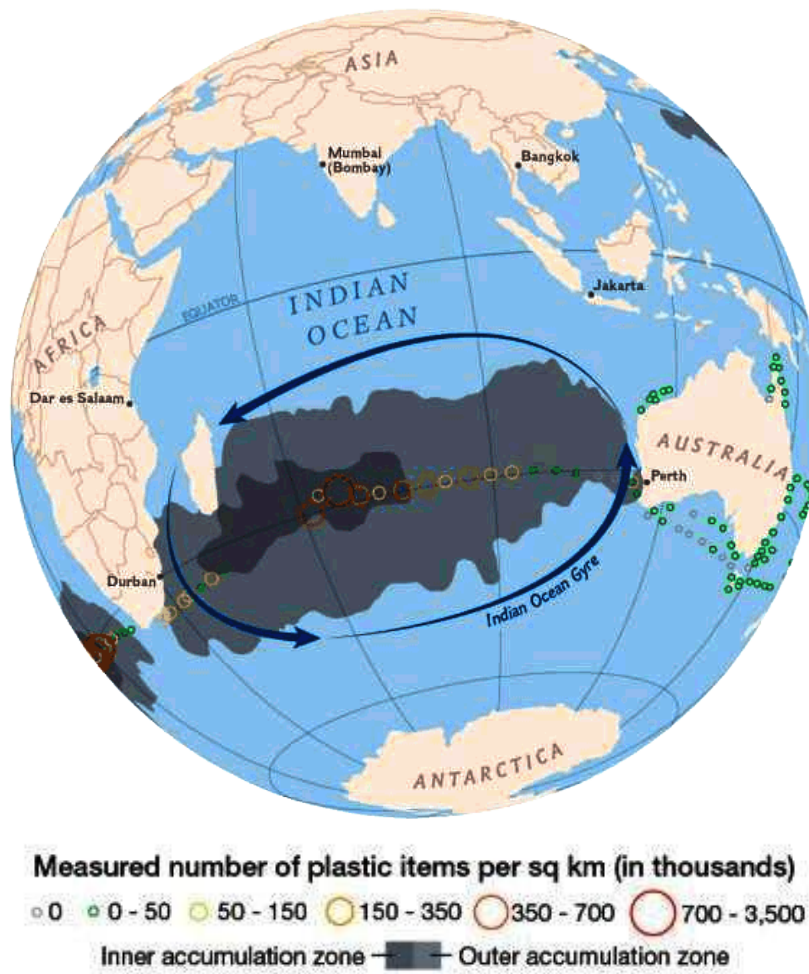 ASIA
Mumbai
(Bombay)
Bangkok
INDIAN
OCEAN
EQUATOR
Jakarta
AFRICA
Dar es Salaam
AUSTRALIA
Perth
Durban
Indian Ocean Gyre
ANTARCTICA
Measured number of plastic items per sq km (in thousands)
0 0 - 50 50 - 150 150 - 350 350 - 700 700 - 3,500
Inner accumulation zone Outer accumulation zone